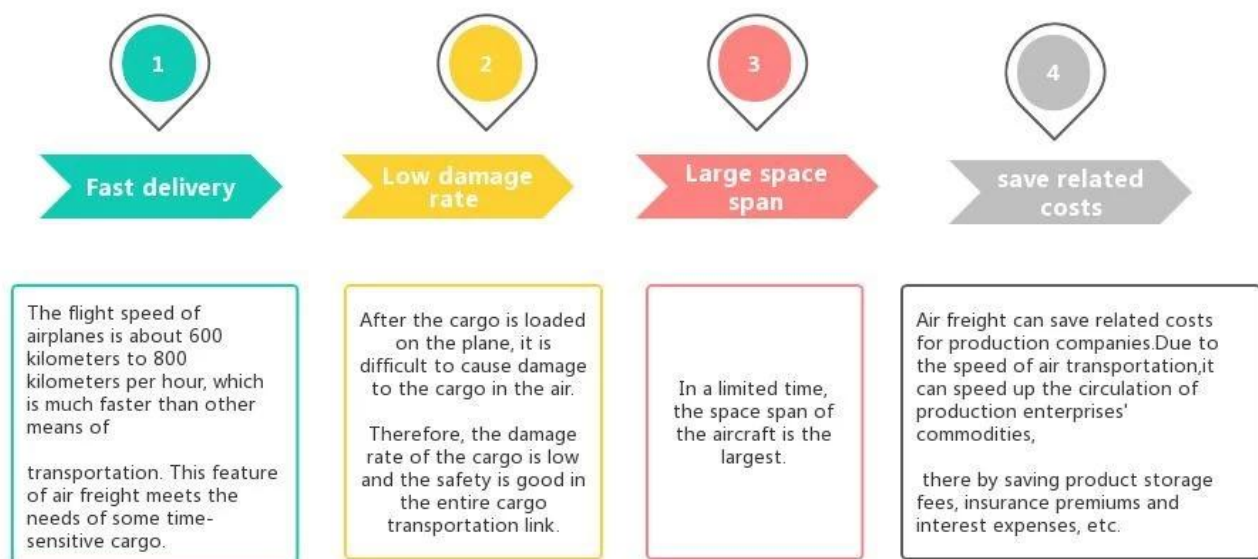 1
Fast delivery
The flight speed of
airplanes is about 600
kilometers to 800
kilometers per hour, which
is much faster than other
means of
transportation. This feature
of air freight meets the
needs of some time-
sensitive cargo.
2
Low damage
rate
After the cargo is loaded
on the plane, it is
difficult to cause damage
to the cargo in the air.
Therefore, the damage
rate of the cargo is low
and the safety is good in
the entire cargo
transportation link.
3
Large space
span
In a limited time,
the space span of
the aircraft is the
largest.
4
save related
costs
Air freight can save related costs
for production companies.Due to
the speed of air transportation,it
can speed up the circulation of
production enterprises'
commodities,
there by saving product storage
fees, insurance premiums and
interest expenses, etc.